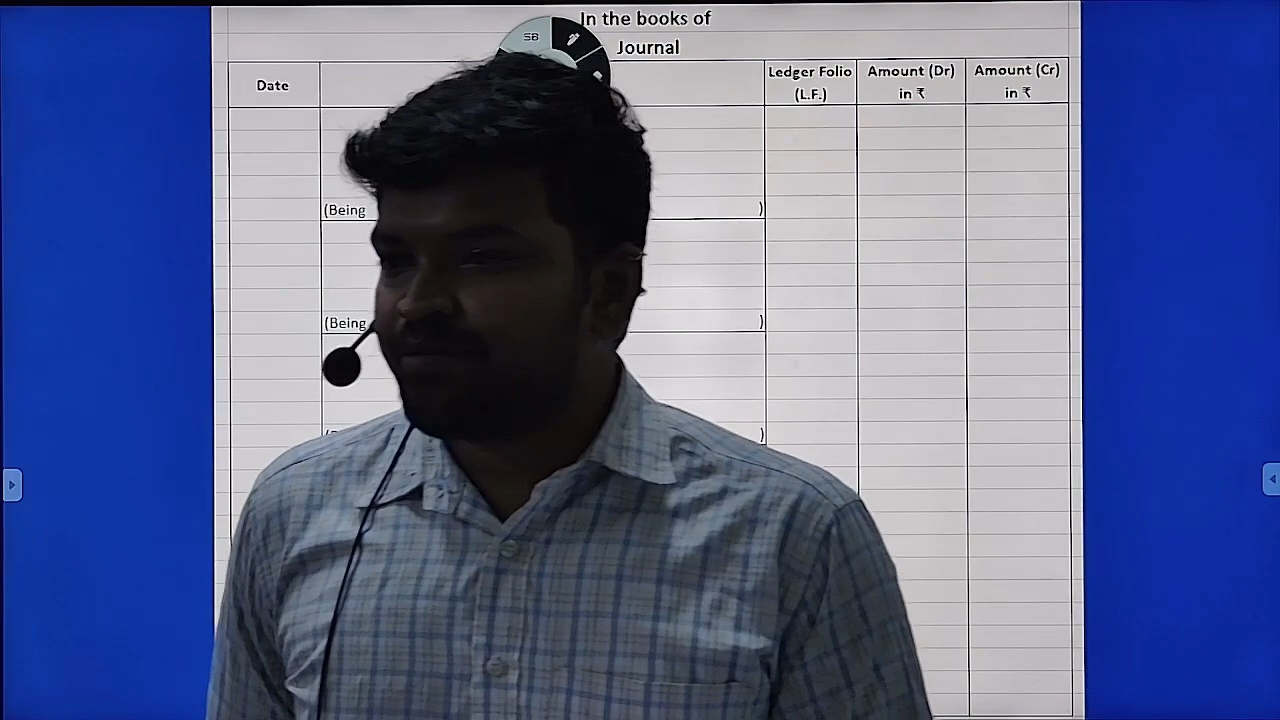 In the books of
SB
Journal
Date
Ledger Folio
(L.F.)
Amount (Dr)
in ₹
Amount (Cr)
in ₹
(Being )
(Being )
)